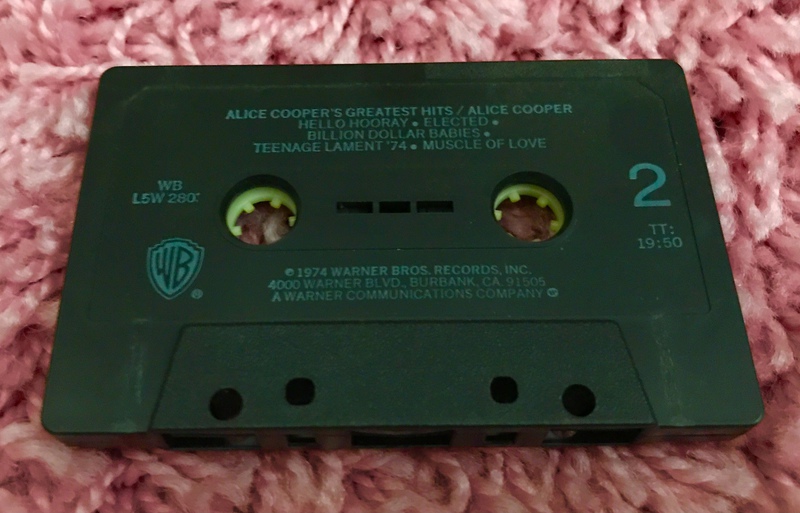 ALICE COOPER'S GREATEST HITS / ALICE COOPER
HELLO HOORAY • ELECTED •
BILLION DOLLAR BABIES •
TEENAGE LAMENT '74 • MUSCLE OF LOVE
WB
L5W 280
2
TT:
19:50
WB
®
©1974 WARNER BROS. RECORDS, INC.
4000 WARNER BLVD., BURBANK, CA. 91505
A WARNER COMMUNICATIONS COMPANY